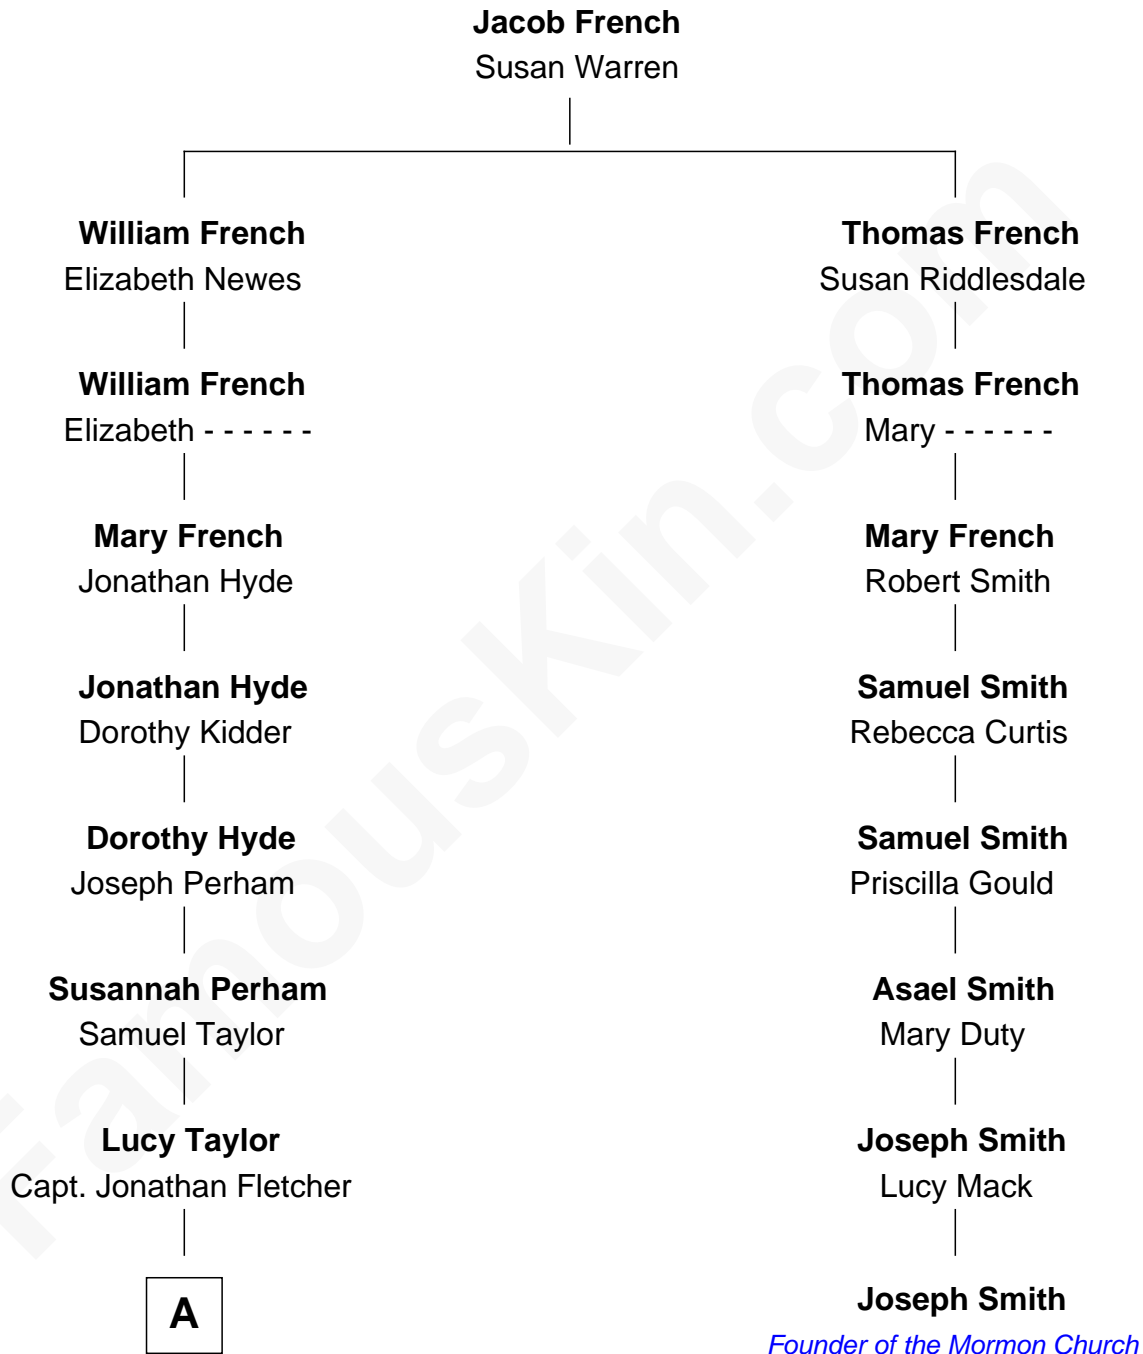 Jacob French
Susan Warren
William French
Elizabeth Newes
Thomas French
Susan Riddlesdale
William French
Elizabeth - - - - - -
Thomas French
Mary - - - - - -
Mary French
Jonathan Hyde
Mary French
Robert Smith
Jonathan Hyde
Dorothy Kidder
Samuel Smith
Rebecca Curtis
Dorothy Hyde
Joseph Perham
Samuel Smith
Priscilla Gould
Susannah Perham
Samuel Taylor
Asael Smith
Mary Duty
Lucy Taylor
Capt. Jonathan Fletcher
Joseph Smith
Lucy Mack
A
Joseph Smith
Founder of the Mormon Church
FamousKin.com